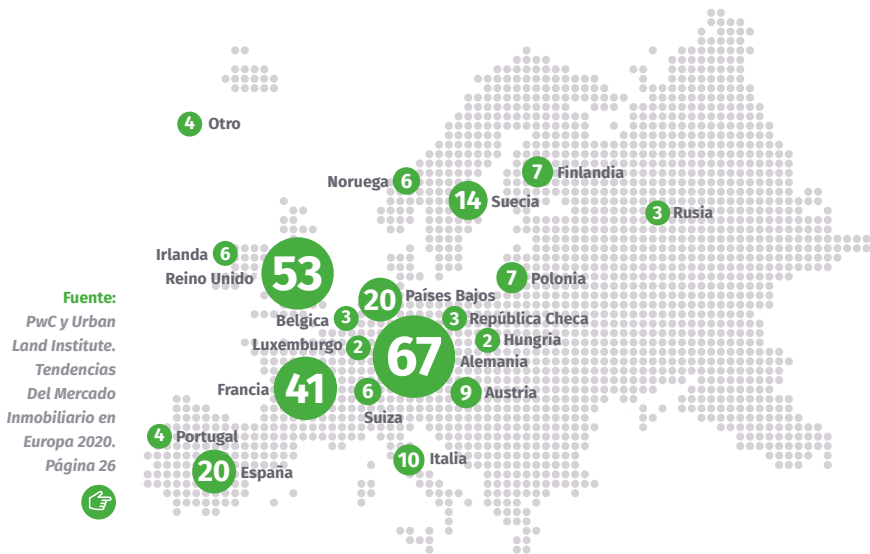 4 Otro
7 Finlandia
Noruega 6
14 Suecia
3 Rusia
Irlanda 6
Reino Unido 53
7 Polonia
20 Países Bajos
Belgica 3
3 República Checa
Luxemburgo 2
2 Hungria
67 Alemania
Francia 41
6 Suiza
9 Austria
4 Portugal
10 Italia
20 España
Fuente:
PwC y Urban
Land Institute.
Tendencias
Del Mercado
Inmobiliario en
Europa 2020.
Página 26